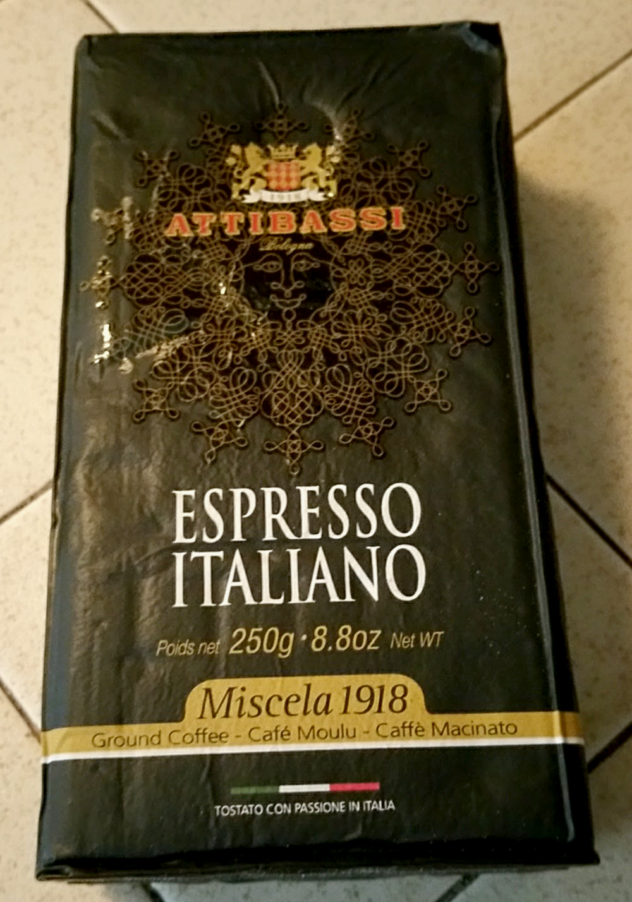 1918
ATTIBASSI
Bologna
ESPRESSO
ITALIANO
Poids net 250g · 8.8oz Net WT
Miscela 1918
Ground Coffee - Café Moulu - Caffè Macinato
TOSTATO CON PASSIONE IN ITALIA